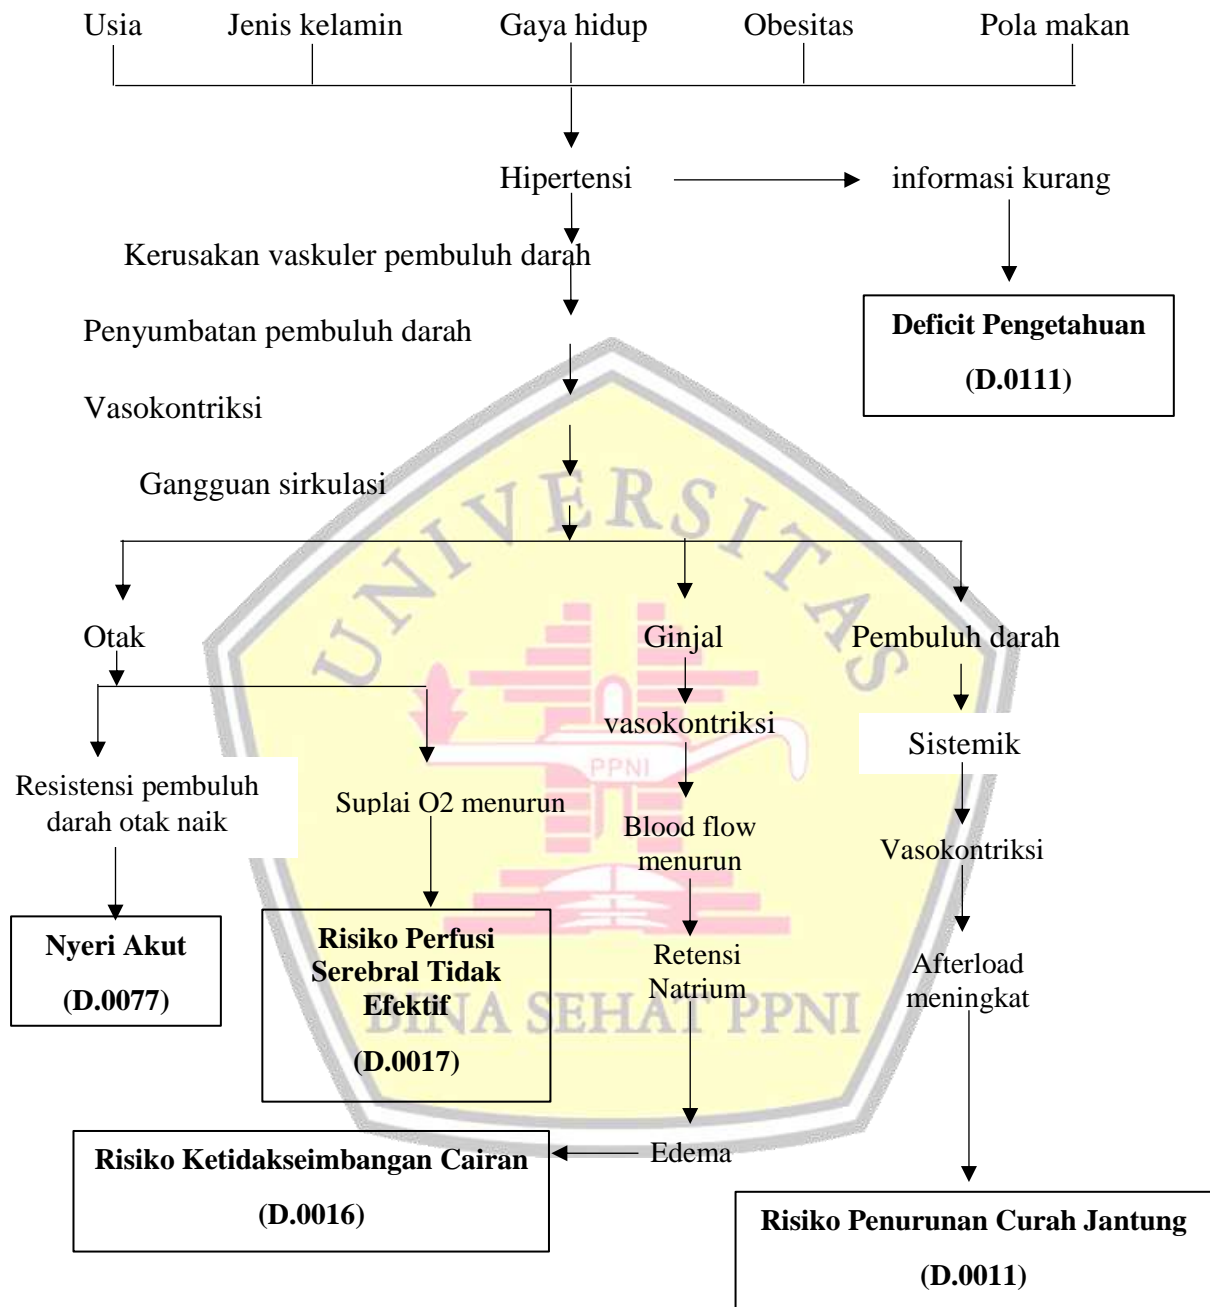 Usia Jenis kelamin Gaya hidup Obesitas Pola makan
Hipertensi informasi kurang
Kerusakan vaskuler pembuluh darah
Deficit Pengetahuan
(D.0111)
Penyumbatan pembuluh darah
Vasokontriksi
Gangguan sirkulasi
UNIVERSITAS
Otak Ginjal Pembuluh darah
vasokontriksi
Sistemik
PPNI
Resistensi pembuluh
darah otak naik
Suplai O2 menurun
Blood flow
menurun
Vasokontriksi
Nyeri Akut
(D.0077)
Risiko Perfusi
Serebral Tidak
Efektif
(D.0017)
Retensi
Natrium
Afterload
meningkat
BINA SEHAT PPNI
Edema
Risiko Ketidakseimbangan Cairan
(D.0016)
Risiko Penurunan Curah Jantung
(D.0011)